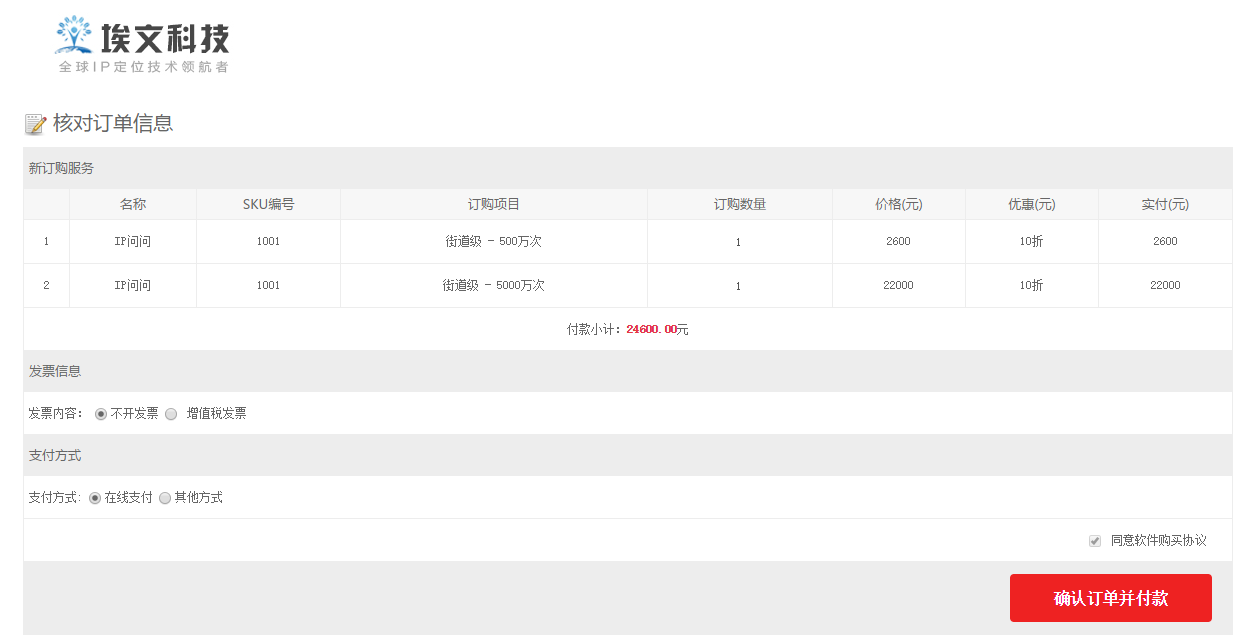 埃文科技
全球IP定位技术领航者
核对订单信息
新订购服务
名称 SKU编号 订购项目 订购数量 价格(元) 优惠(元) 实付(元)
1 IP问问 1001 街道级 - 500万次 1 2600 10折 2600
2 IP问问 1001 街道级 - 5000万次 1 22000 10折 22000
付款小计：24600.00元
发票信息
发票内容： 不开发票 增值税发票
支付方式
支付方式: 在线支付 其他方式
同意软件购买协议
确认订单并付款